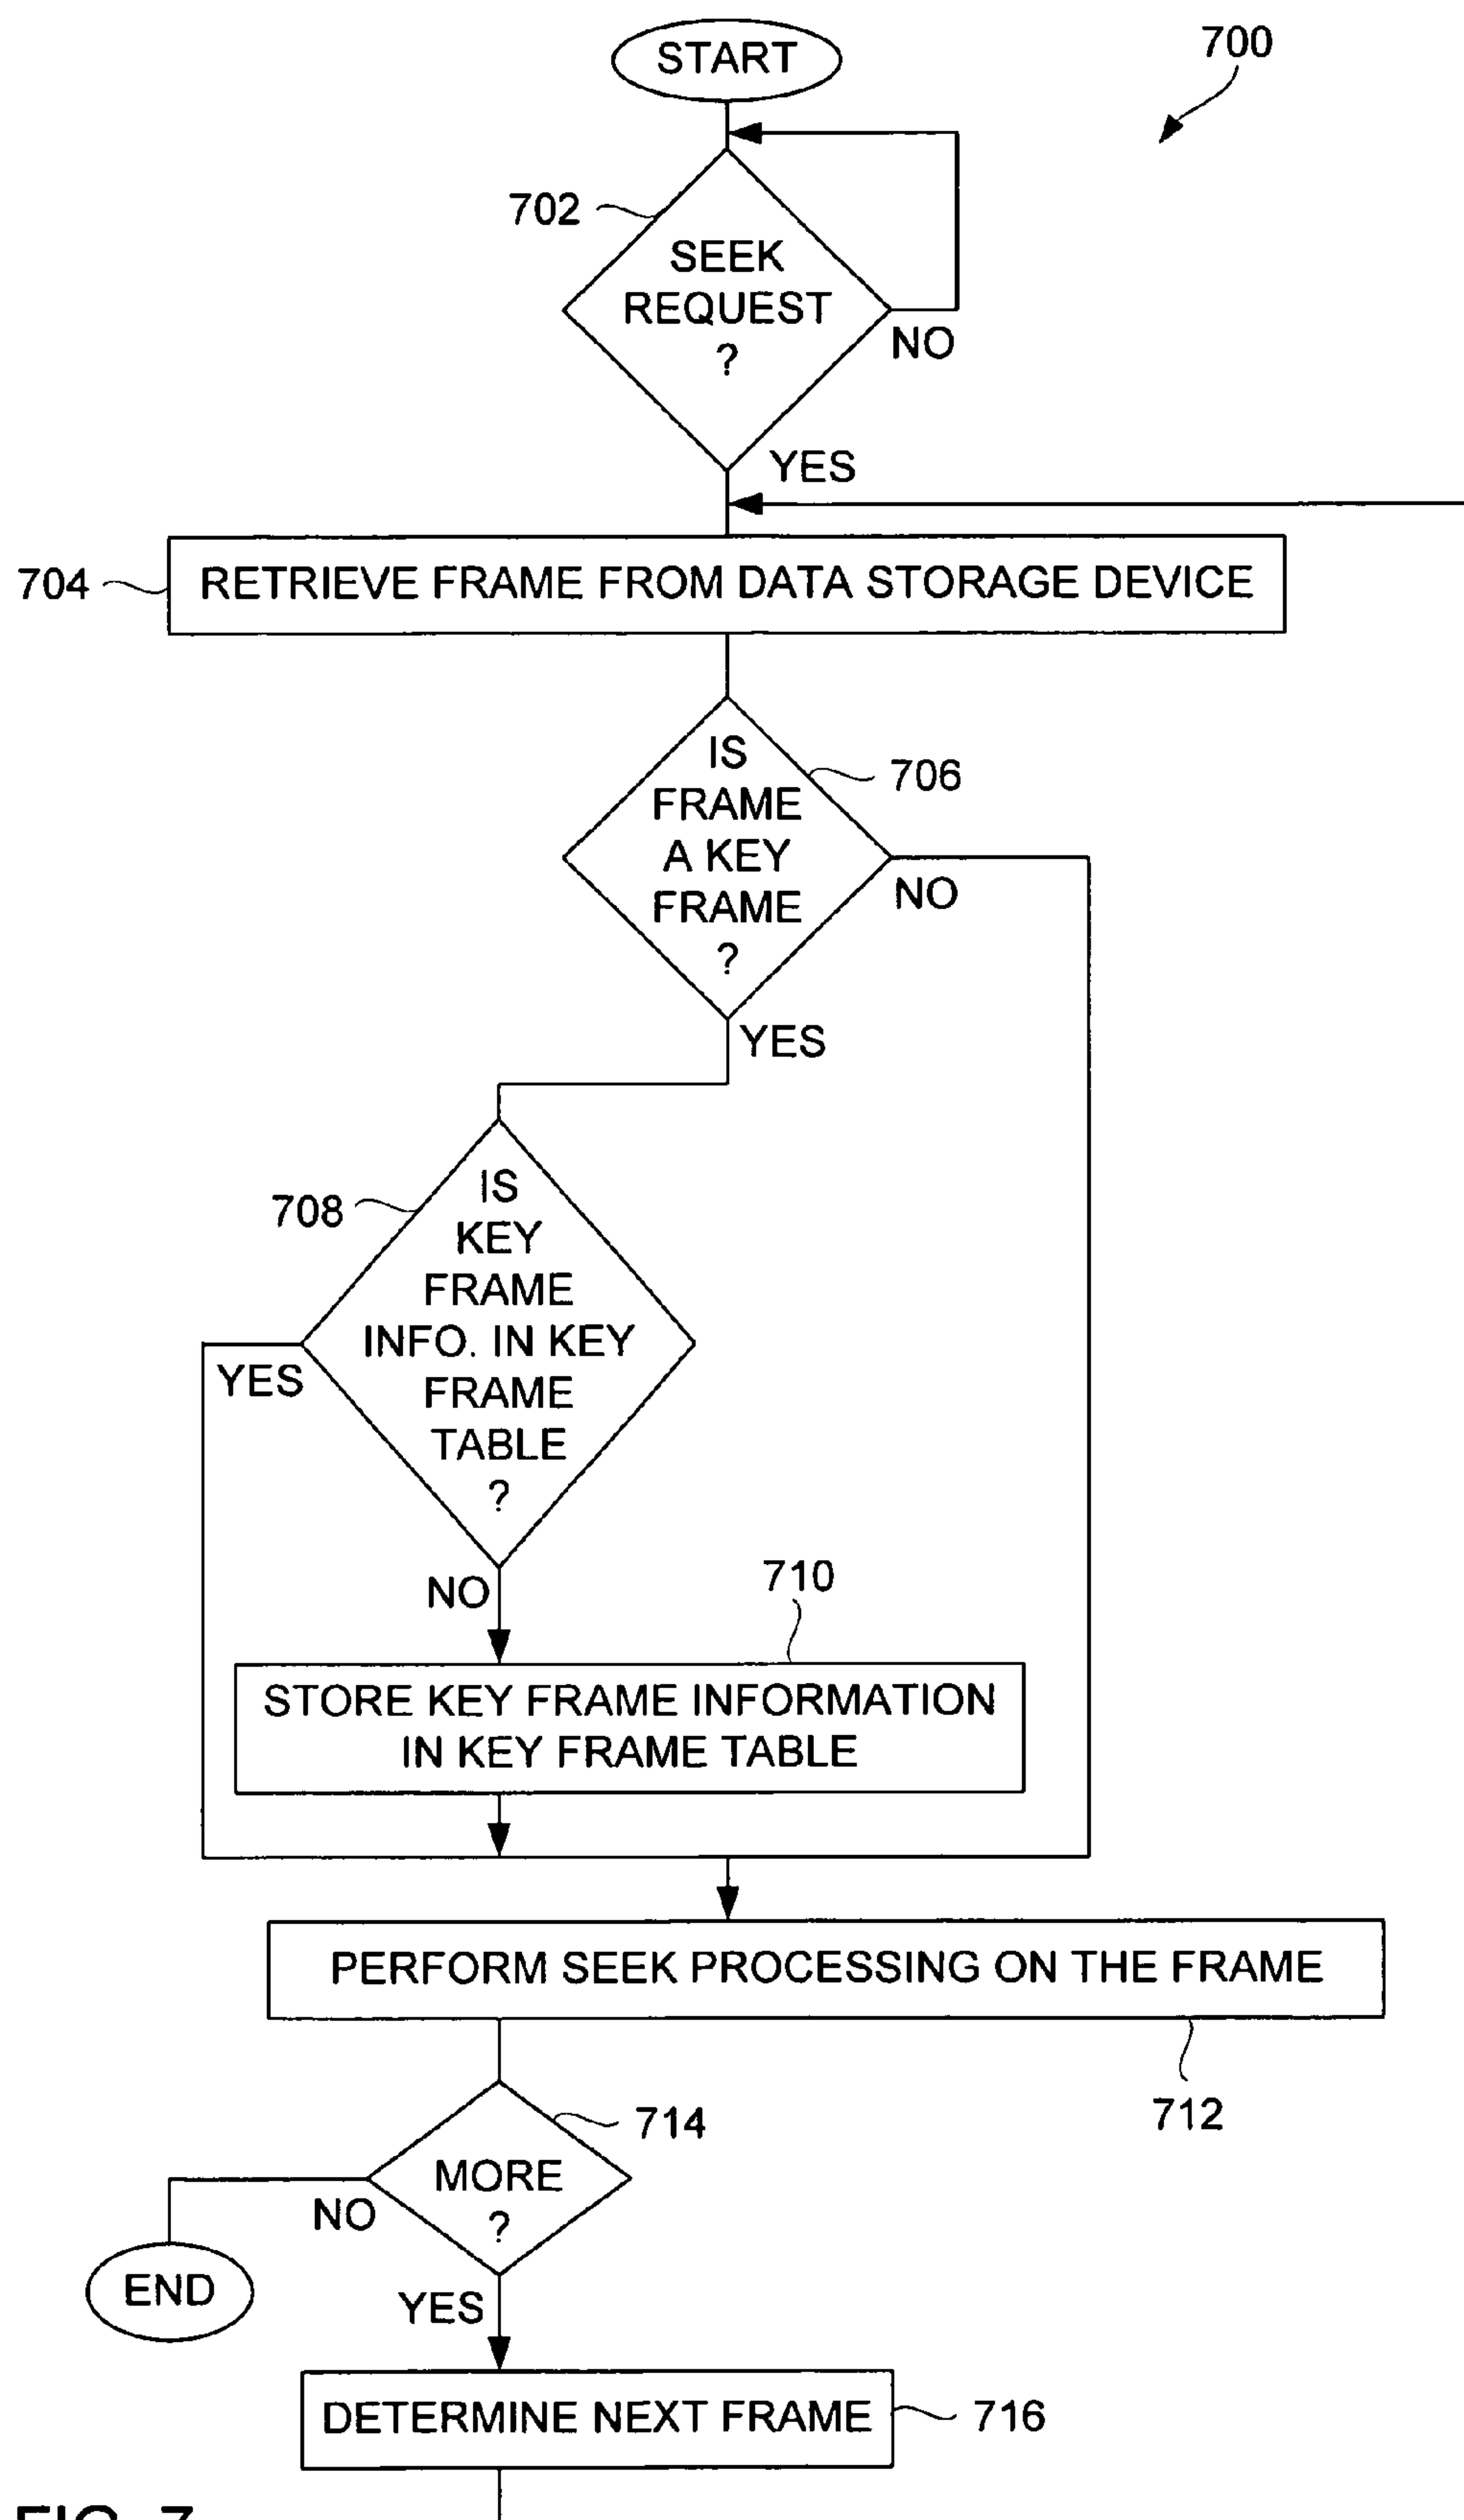 START
700
702
SEEK
REQUEST
?
NO
YES
704
RETRIEVE FRAME FROM DATA STORAGE DEVICE
IS
FRAME
A KEY
FRAME
?
706
NO
YES
708
IS
KEY
FRAME
INFO. IN KEY
FRAME
TABLE
?
YES
NO
710
STORE KEY FRAME INFORMATION
IN KEY FRAME TABLE
PERFORM SEEK PROCESSING ON THE FRAME
712
714
MORE
?
NO
END
YES
DETERMINE NEXT FRAME
716
FIG. 7